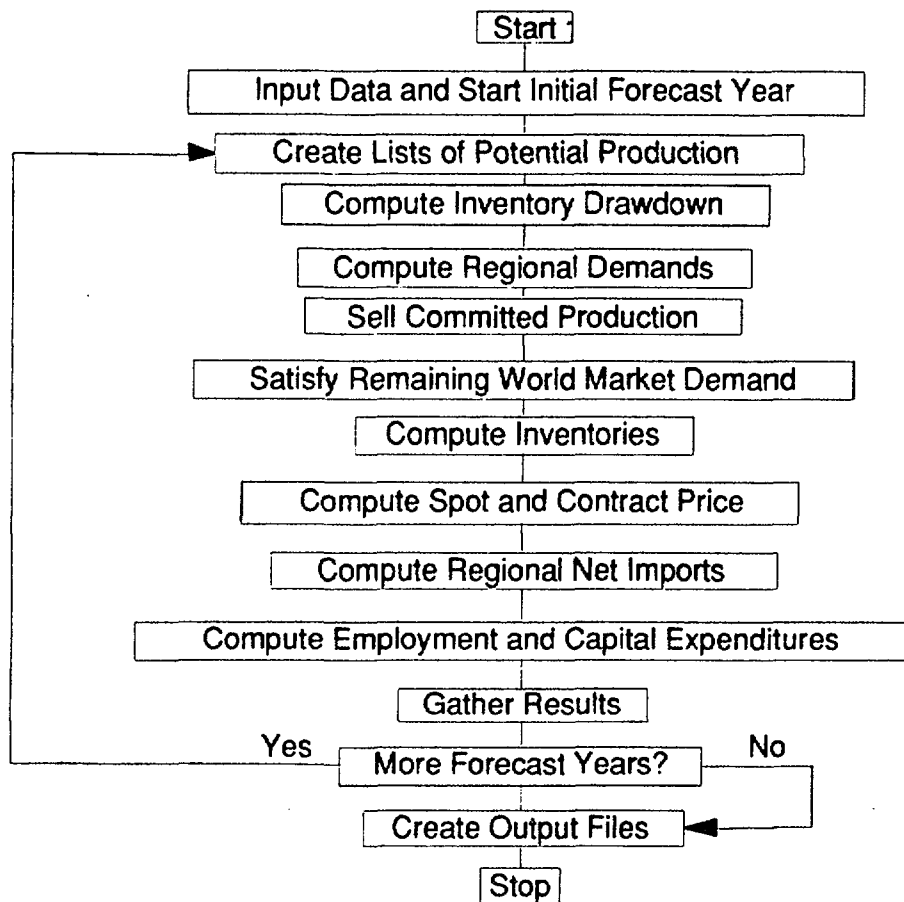 Start
Input Data and Start Initial Forecast Year
Create Lists of Potential Production
Compute Inventory Drawdown
Compute Regional Demands
Sell Committed Production
Satisfy Remaining World Market Demand
Compute Inventories
Compute Spot and Contract Price
Compute Regional Net Imports
Compute Employment and Capital Expenditures
Gather Results
Yes
More Forecast Years?
No
Create Output Files
Stop